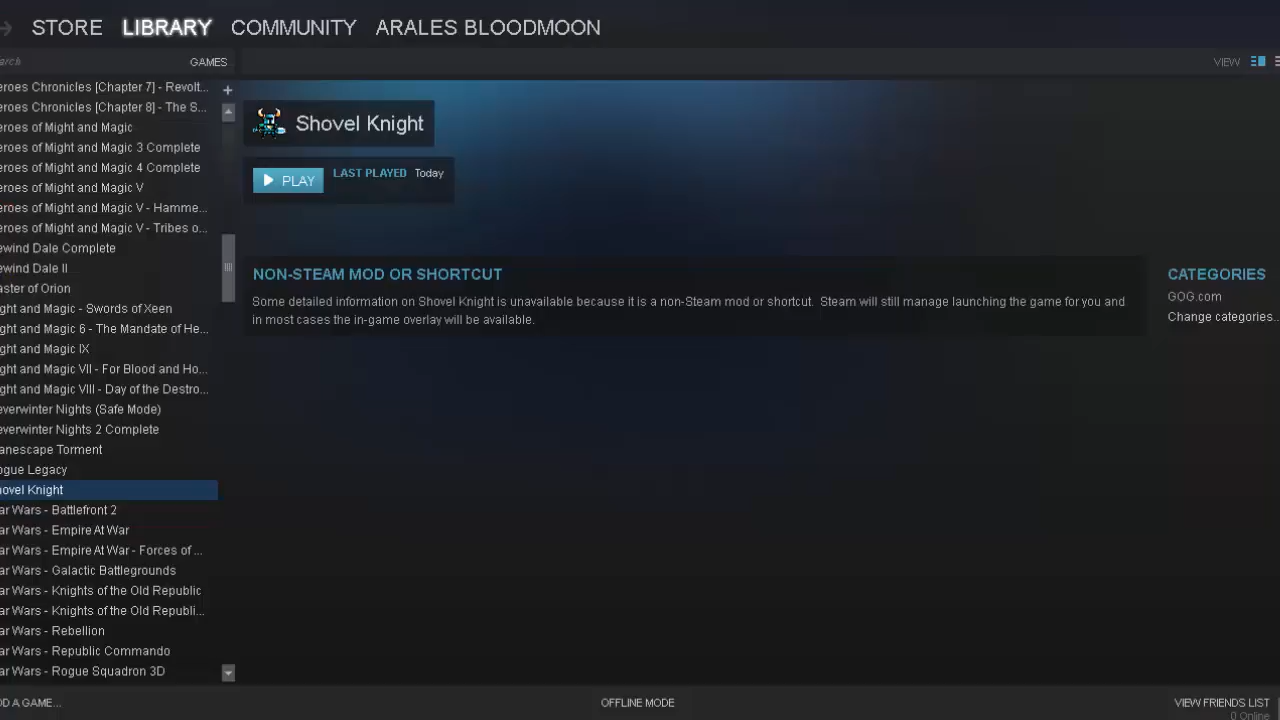 STORE LIBRARY COMMUNITY ARALES BLOODMOON
arch
GAMES
VIEW
eroes Chronicles [Chapter 7] - Revolt...
eroes Chronicles [Chapter 8] - The S...
eroes of Might and Magic
eroes of Might and Magic 3 Complete
eroes of Might and Magic 4 Complete
eroes of Might and Magic V
eroes of Might and Magic V - Hamme...
eroes of Might and Magic V - Tribes o...
ewind Dale Complete
ewind Dale II
aster of Orion
ght and Magic - Swords of Xeen
ght and Magic 6 - The Mandate of He...
ght and Magic IX
ght and Magic VII - For Blood and Ho...
ght and Magic VIII - Day of the Destro...
everwinter Nights (Safe Mode)
everwinter Nights 2 Complete
anescape Torment
ogue Legacy
ovel Knight
ar Wars - Battlefront 2
ar Wars - Empire At War
ar Wars - Empire At War - Forces of ...
ar Wars - Galactic Battlegrounds
ar Wars - Knights of the Old Republic
ar Wars - Knights of the Old Republi...
ar Wars - Rebellion
ar Wars - Republic Commando
ar Wars - Rogue Squadron 3D
Shovel Knight
PLAY
LAST PLAYED Today
NON-STEAM MOD OR SHORTCUT
Some detailed information on Shovel Knight is unavailable because it is a non-Steam mod or shortcut. Steam will still manage launching the game for you and
in most cases the in-game overlay will be available.
CATEGORIES
GOG.com
Change categories..
DD A GAME...
OFFLINE MODE
VIEW FRIENDS LIST
0 Online